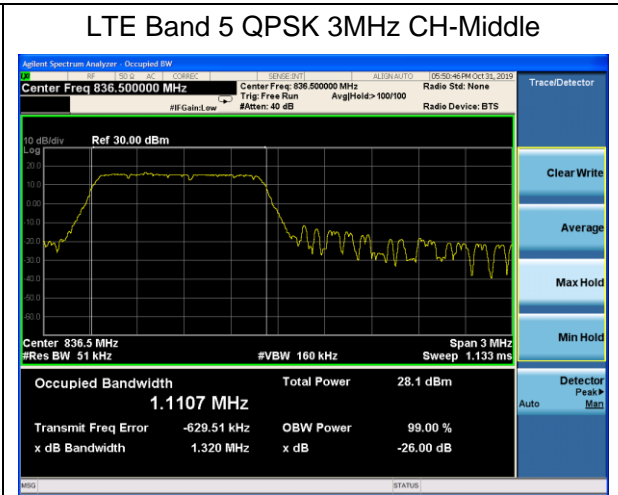 LTE Band 5 QPSK 3MHz CH-Middle
Agilent Spectrum Analyzer - Occupied BW
RF 50 Ω AC CORREC SENSE:INT ALIGNAUTO 05:50:46 PM Oct 31, 2019
Center Freq 836.500000 MHz
Center Freq: 836.500000 MHz Radio Std: None
Trig: Free Run Avg|Hold:> 100/100
#IFGain:Low #Atten: 40 dB Radio Device: BTS
Trace/Detector
10 dB/div Ref 30.00 dBm
Log
20.0
10.0
0.00
-10.0
-20.0
-30.0
-40.0
-50.0
-60.0
Clear Write
Average
Max Hold
Min Hold
Center 836.5 MHz Span 3 MHz
#Res BW 51 kHz #VBW 160 kHz Sweep 1.133 ms
Occupied Bandwidth Total Power 28.1 dBm
1.1107 MHz
Transmit Freq Error -629.51 kHz OBW Power 99.00 %
x dB Bandwidth 1.320 MHz x dB -26.00 dB
Detector
Peak▶
Auto Man
MSG STATUS